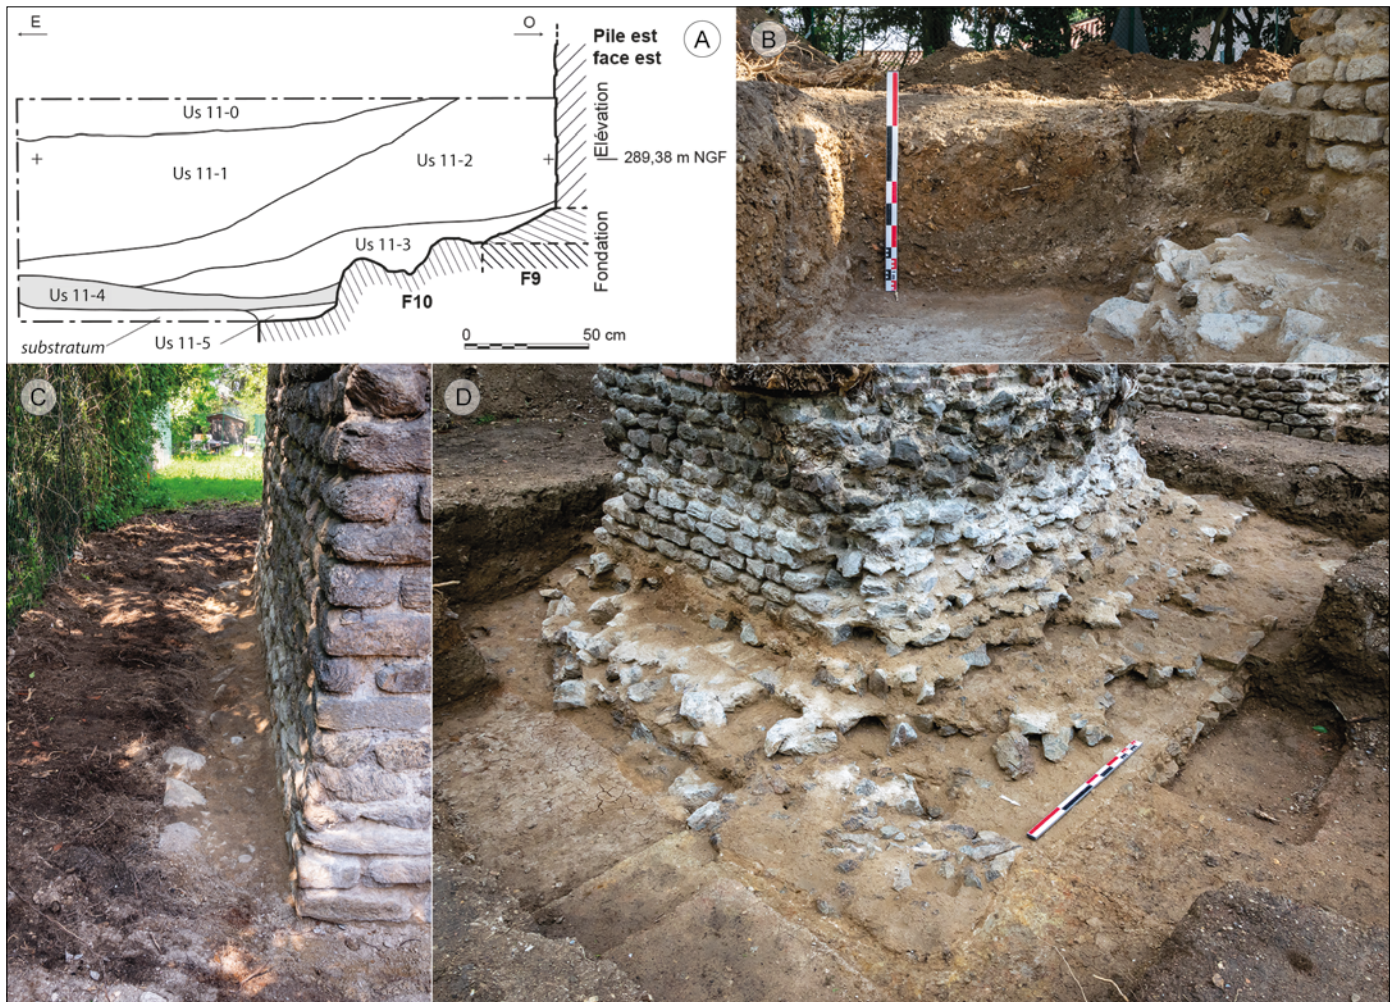 E
O
Pile est
face est
A
Us 11-0
Elévation
Us 11-1
Us 11-2
289,38 m NGF
Us 11-3
Fondation
Us 11-4
F10
F9
substratum
Us 11-5
0
50 cm
B
C
D